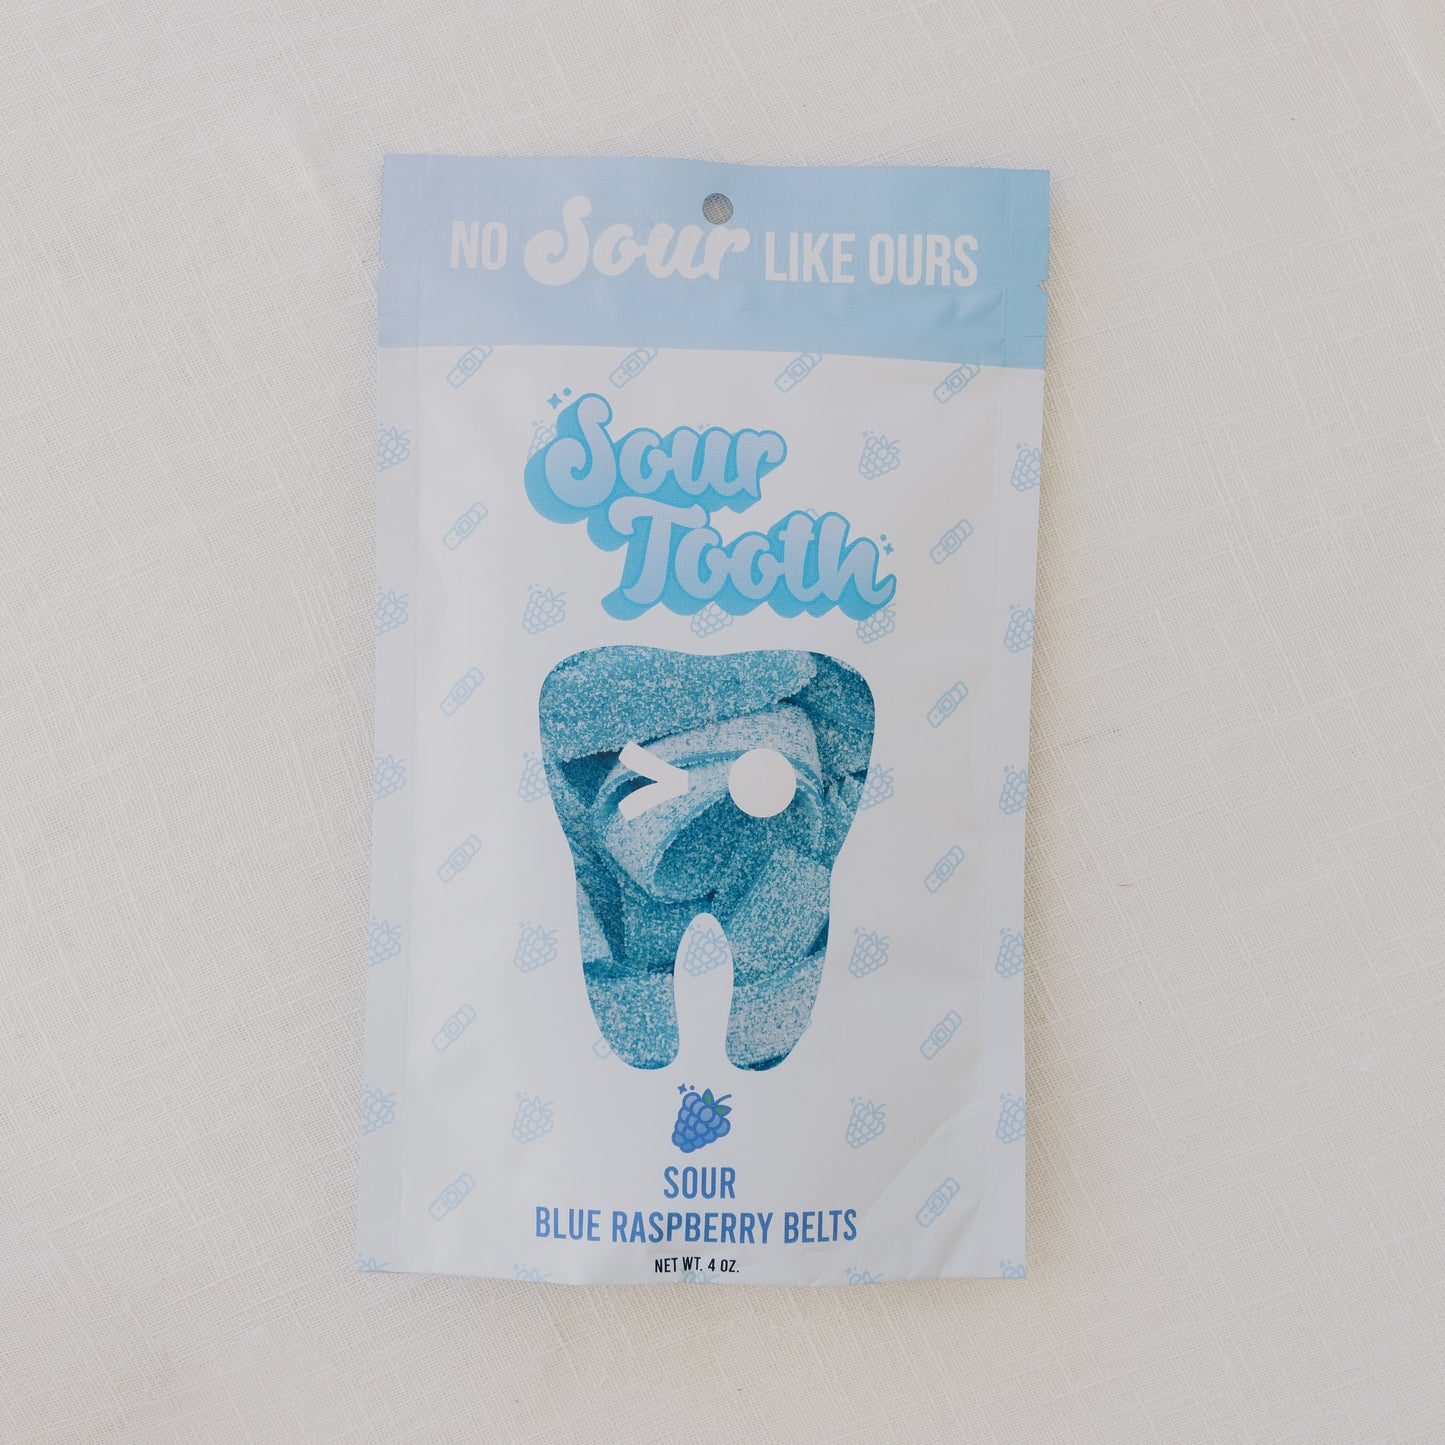 NO Sour LIKE OURS
Sour
Tooth
SOUR
BLUE RASPBERRY BELTS
NET WT. 4 OZ.